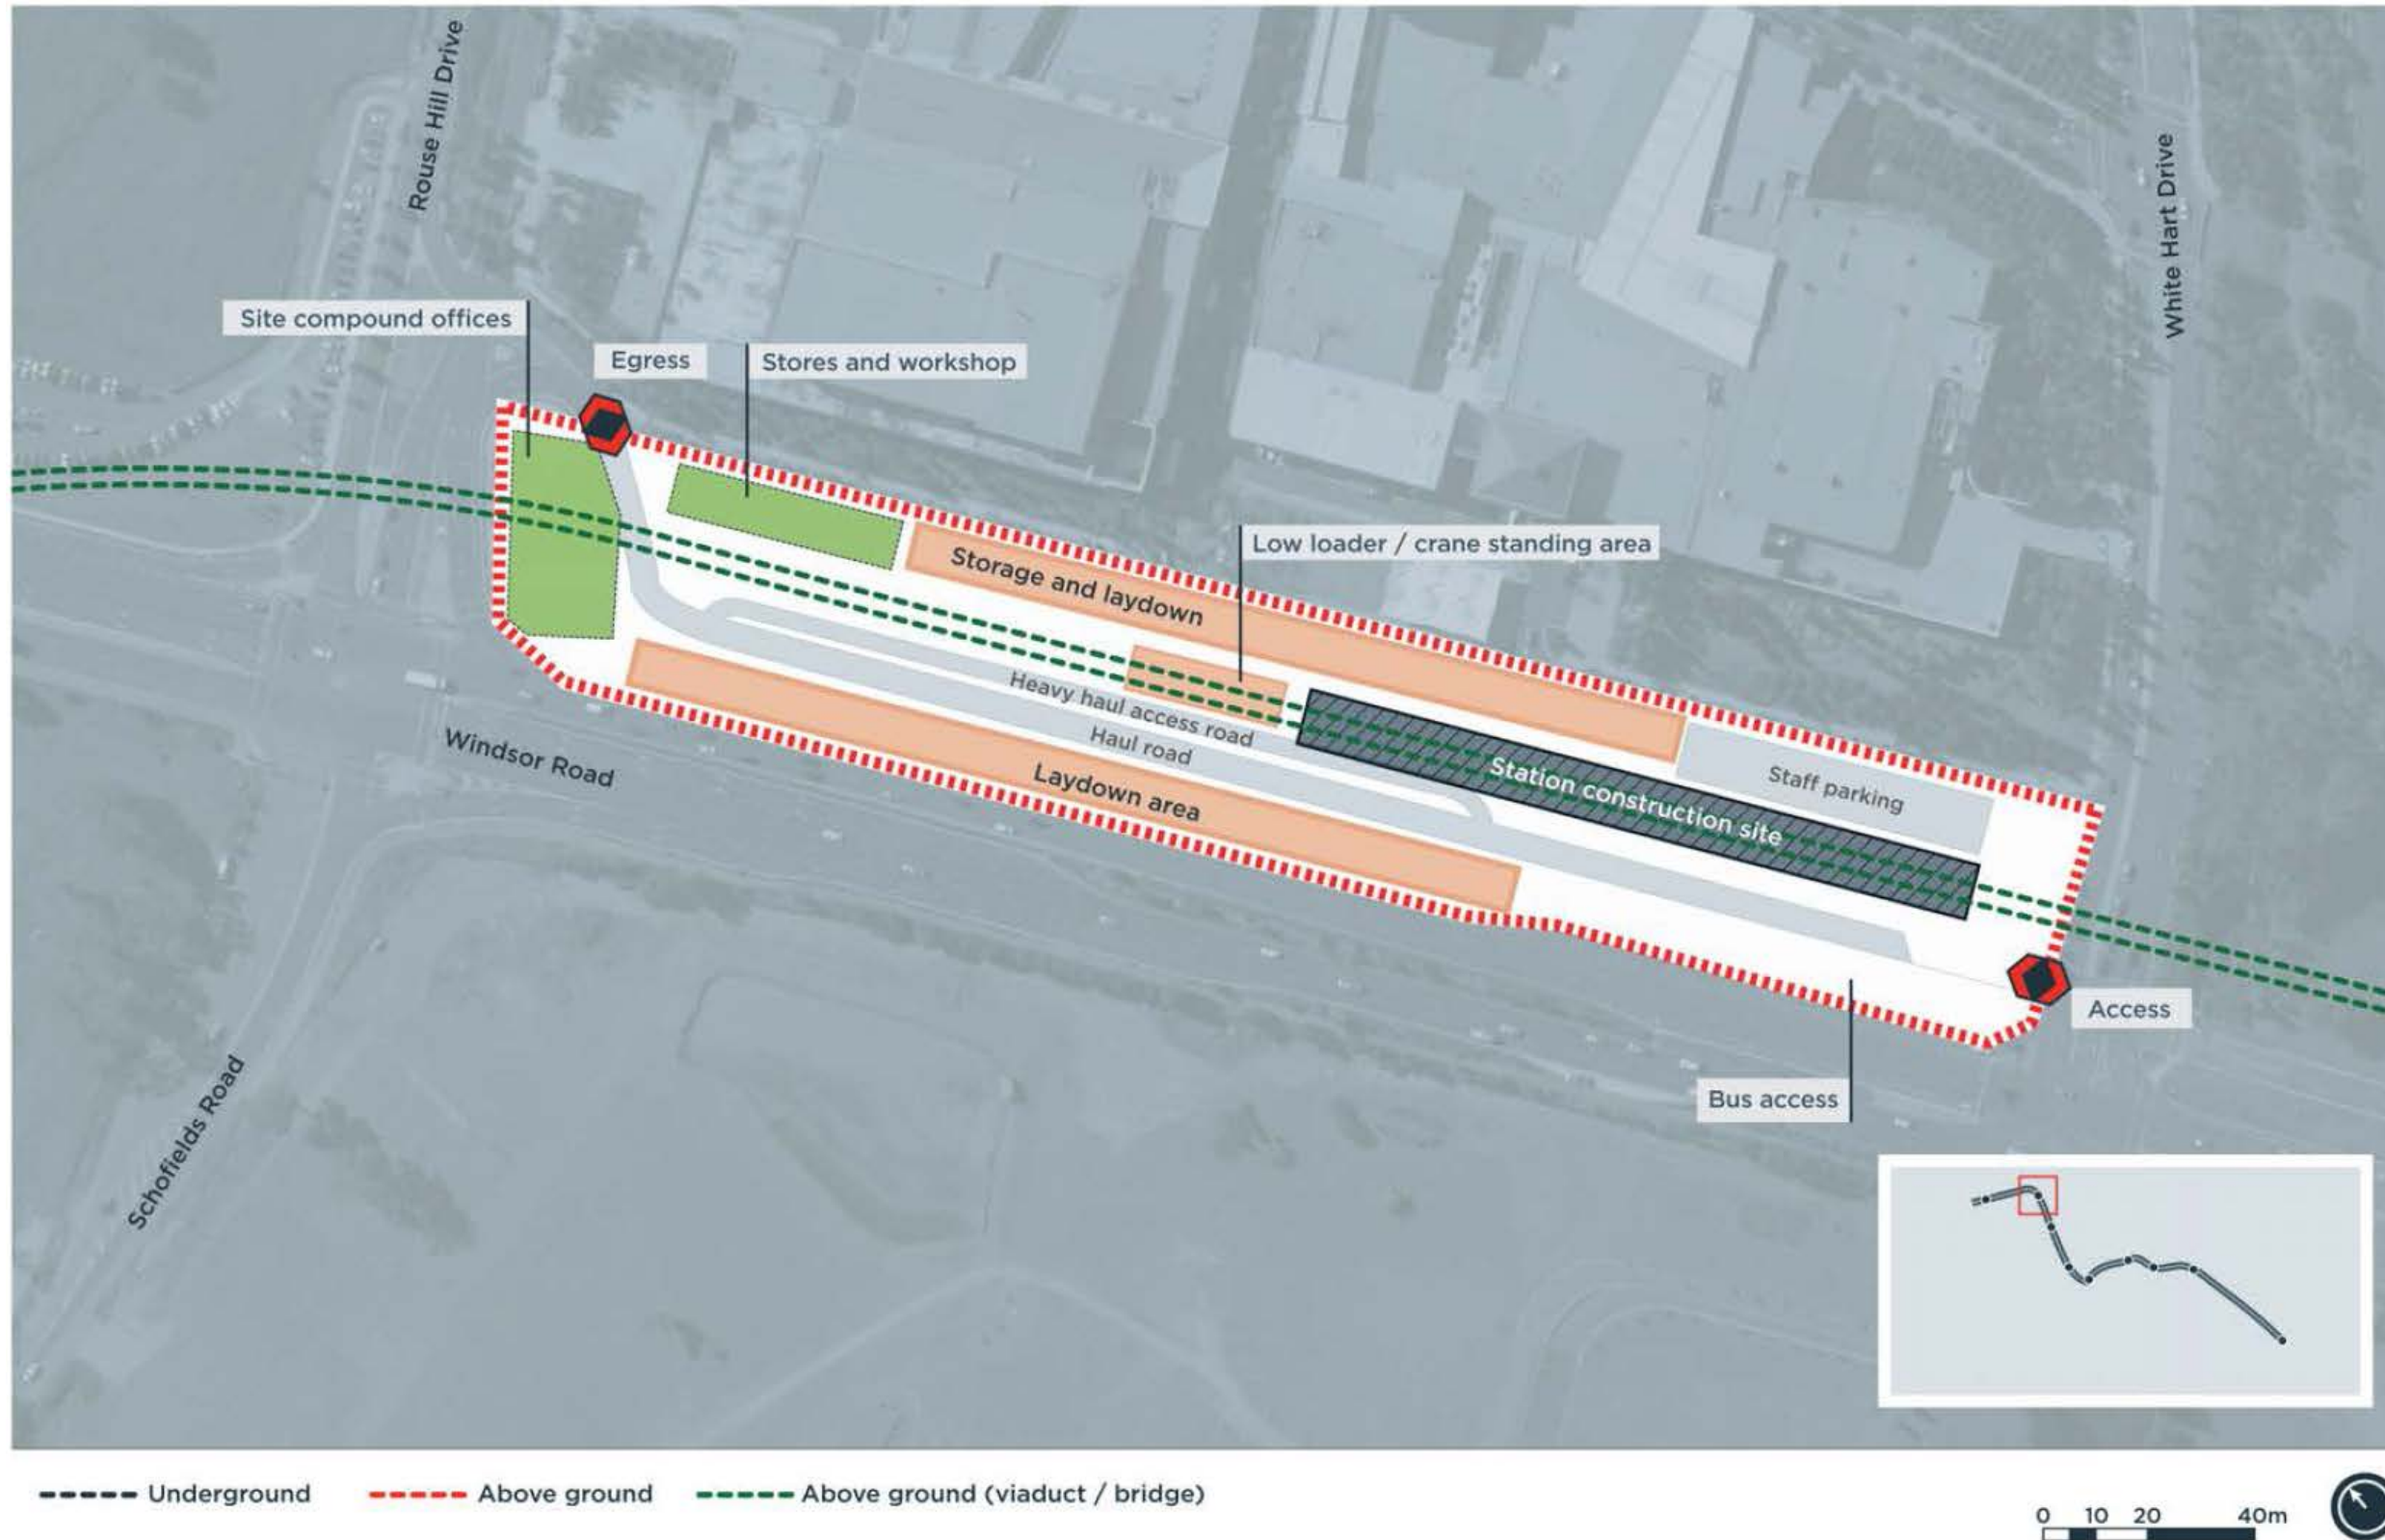 Rouse Hill Drive
White Hart Drive
Site compound offices
Egress
Stores and workshop
Low loader / crane standing area
Storage and laydown
Heavy haul access road
Haul road
Laydown area
Station construction site
Staff parking
Windsor Road
Access
Bus access
Schofields Road
Underground
Above ground
Above ground (viaduct / bridge)
0 10 20 40m